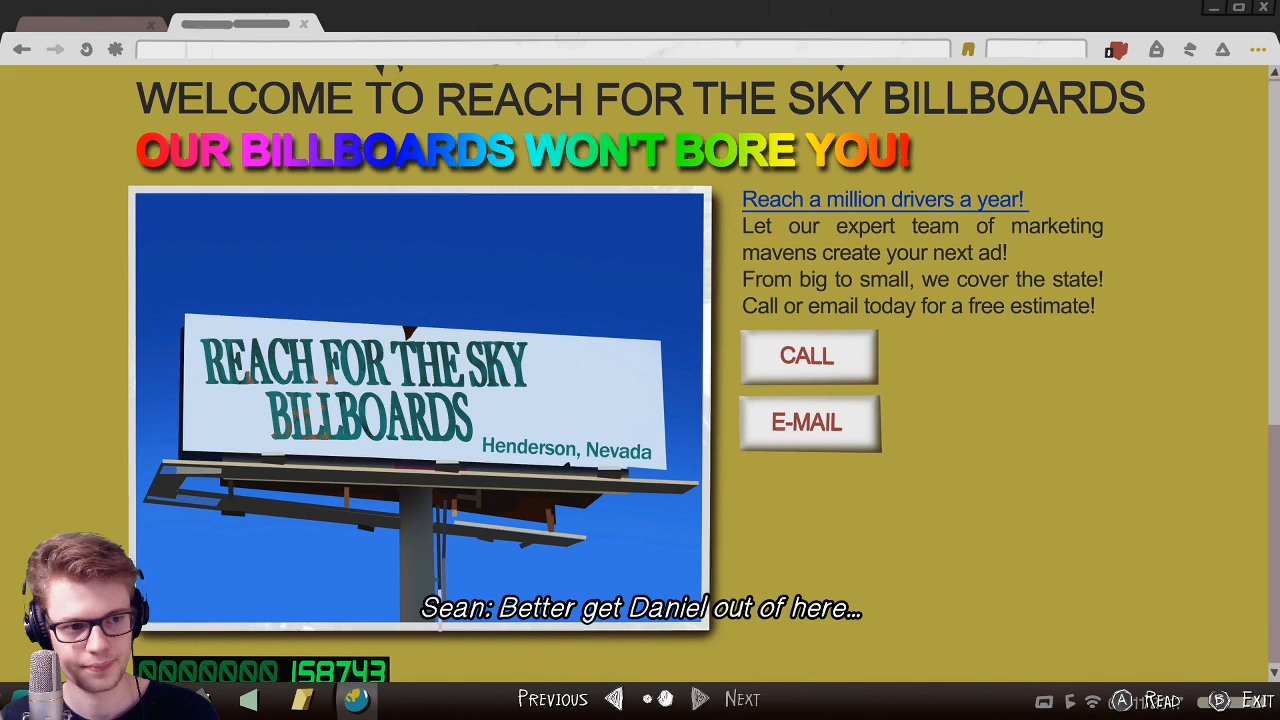 WELCOME TO REACH FOR THE SKY BILLBOARDS
OUR BILLBOARDS WON'T BORE YOU!
Reach a million drivers a year!
Let our expert team of marketing
mavens create your next ad!
From big to small, we cover the state!
Call or email today for a free estimate!
CALL
E-MAIL
REACH FOR THE SKY
BILLBOARDS
Henderson, Nevada
Sean: Better get Daniel out of here...
0000000 158743
PREVIOUS
NEXT
A READ
B EXIT